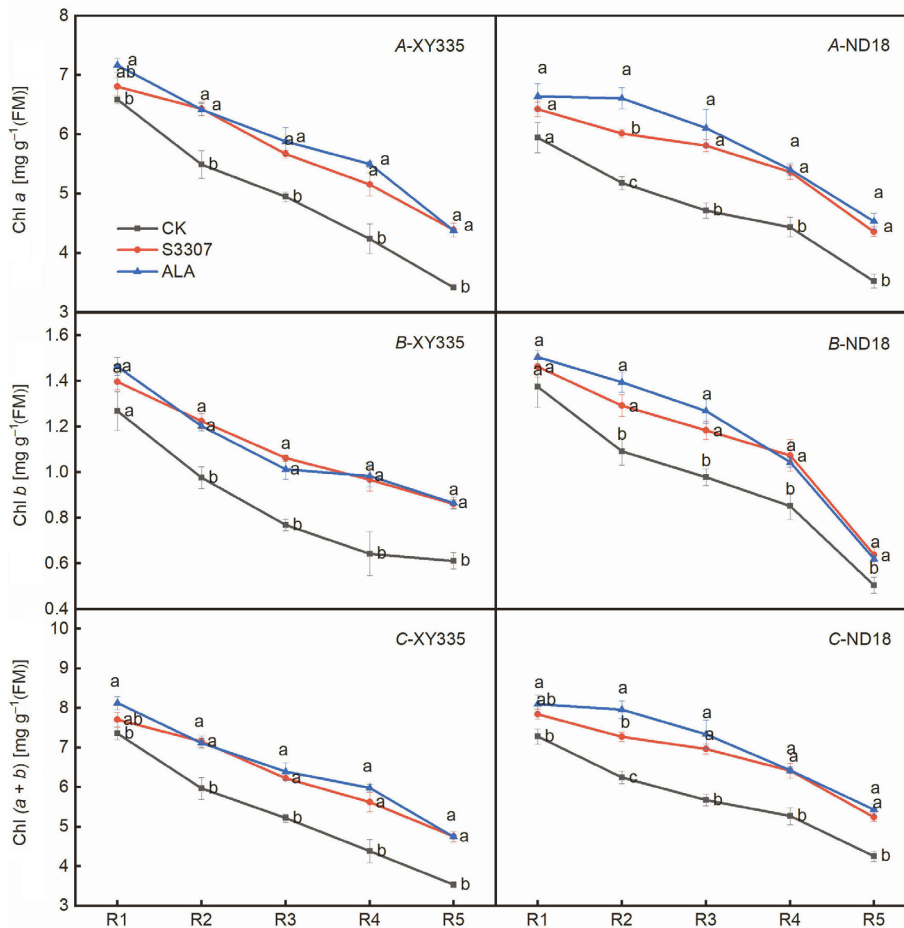 8
7
6
5
4
3
Chl a [mg g⁻¹(FM)]
A-XY335
a
ab
b
a
a
b
a
a
b
a
a
b
a
a
b
CK
S3307
ALA
A-ND18
a
a
a
a
b
c
a
a
b
a
a
b
a
a
b
1.6
1.4
1.2
1.0
0.8
0.6
0.4
Chl b [mg g⁻¹(FM)]
B-XY335
aa
a
a
a
b
a
a
b
a
a
b
a
a
b
B-ND18
a
a
a
a
a
b
a
a
b
a
a
b
a
a
b
10
9
8
7
6
5
4
3
Chl (a + b) [mg g⁻¹(FM)]
C-XY335
a
ab
b
a
a
b
a
a
b
a
a
b
a
a
b
C-ND18
a
ab
b
a
b
c
a
a
b
a
a
b
a
a
b
R1 R2 R3 R4 R5
R1 R2 R3 R4 R5